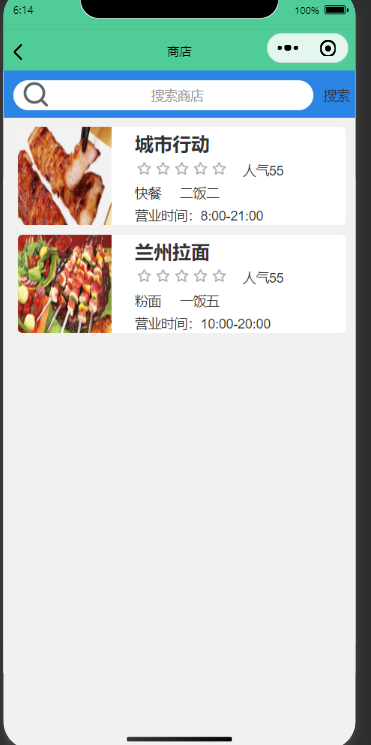 6:14 100%
商店
搜索商店 搜索
城市行动
人气55
快餐 二饭二
营业时间：8:00-21:00
兰州拉面
人气55
粉面 一饭五
营业时间：10:00-20:00